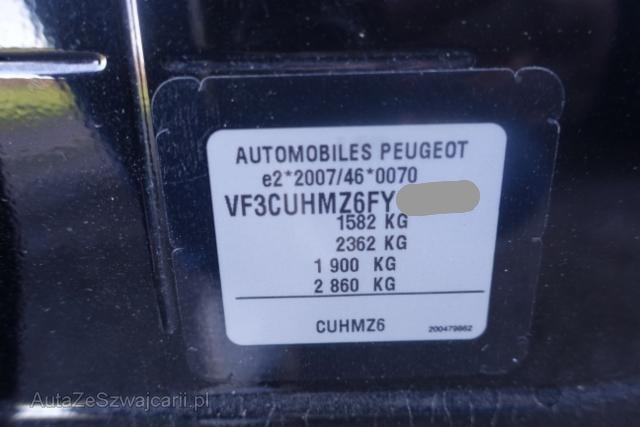 AUTOMOBILES PEUGEOT
e2*2007/46*0070
VF3CUHMZ6FY
1582 KG
2362 KG
1 900 KG
2 860 KG
CUHMZ6 200479862
AutaZeSzwajcarii.pl